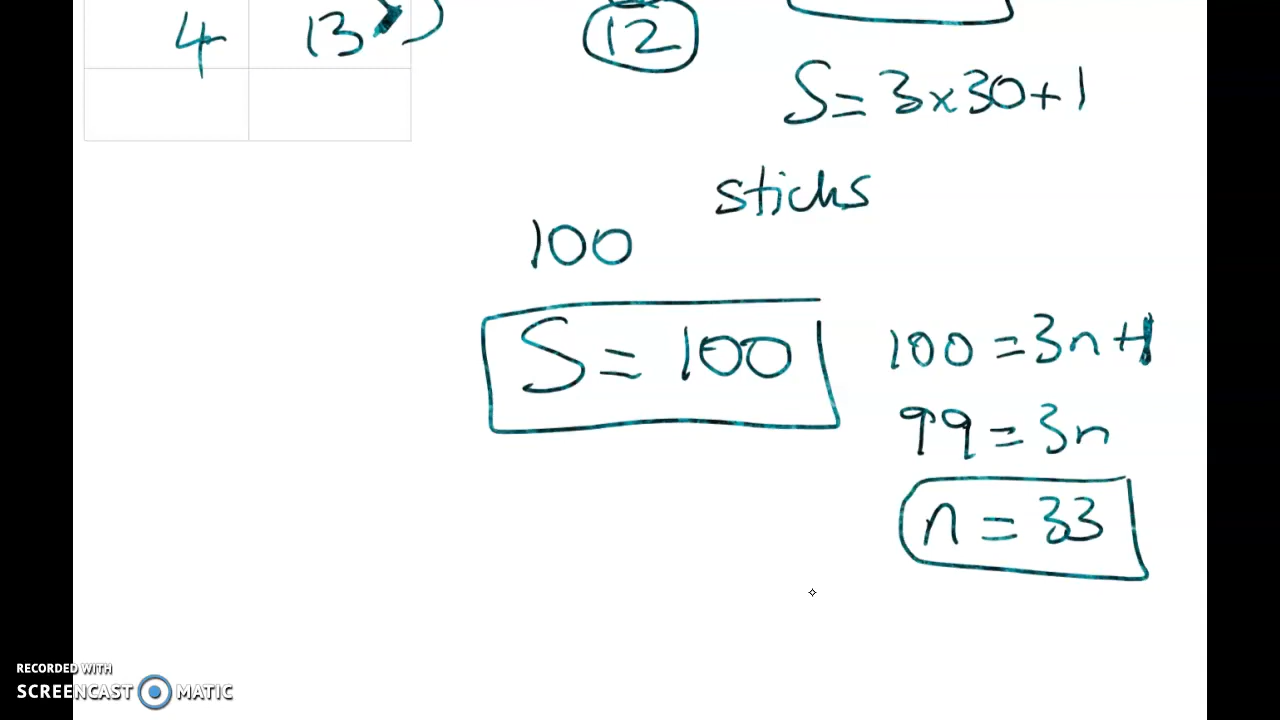 4 13
12
S = 3 x 30 + 1
sticks
100
S = 100
100 = 3n + 1
99 = 3n
n = 33
RECORDED WITH
SCREENCAST MATIC